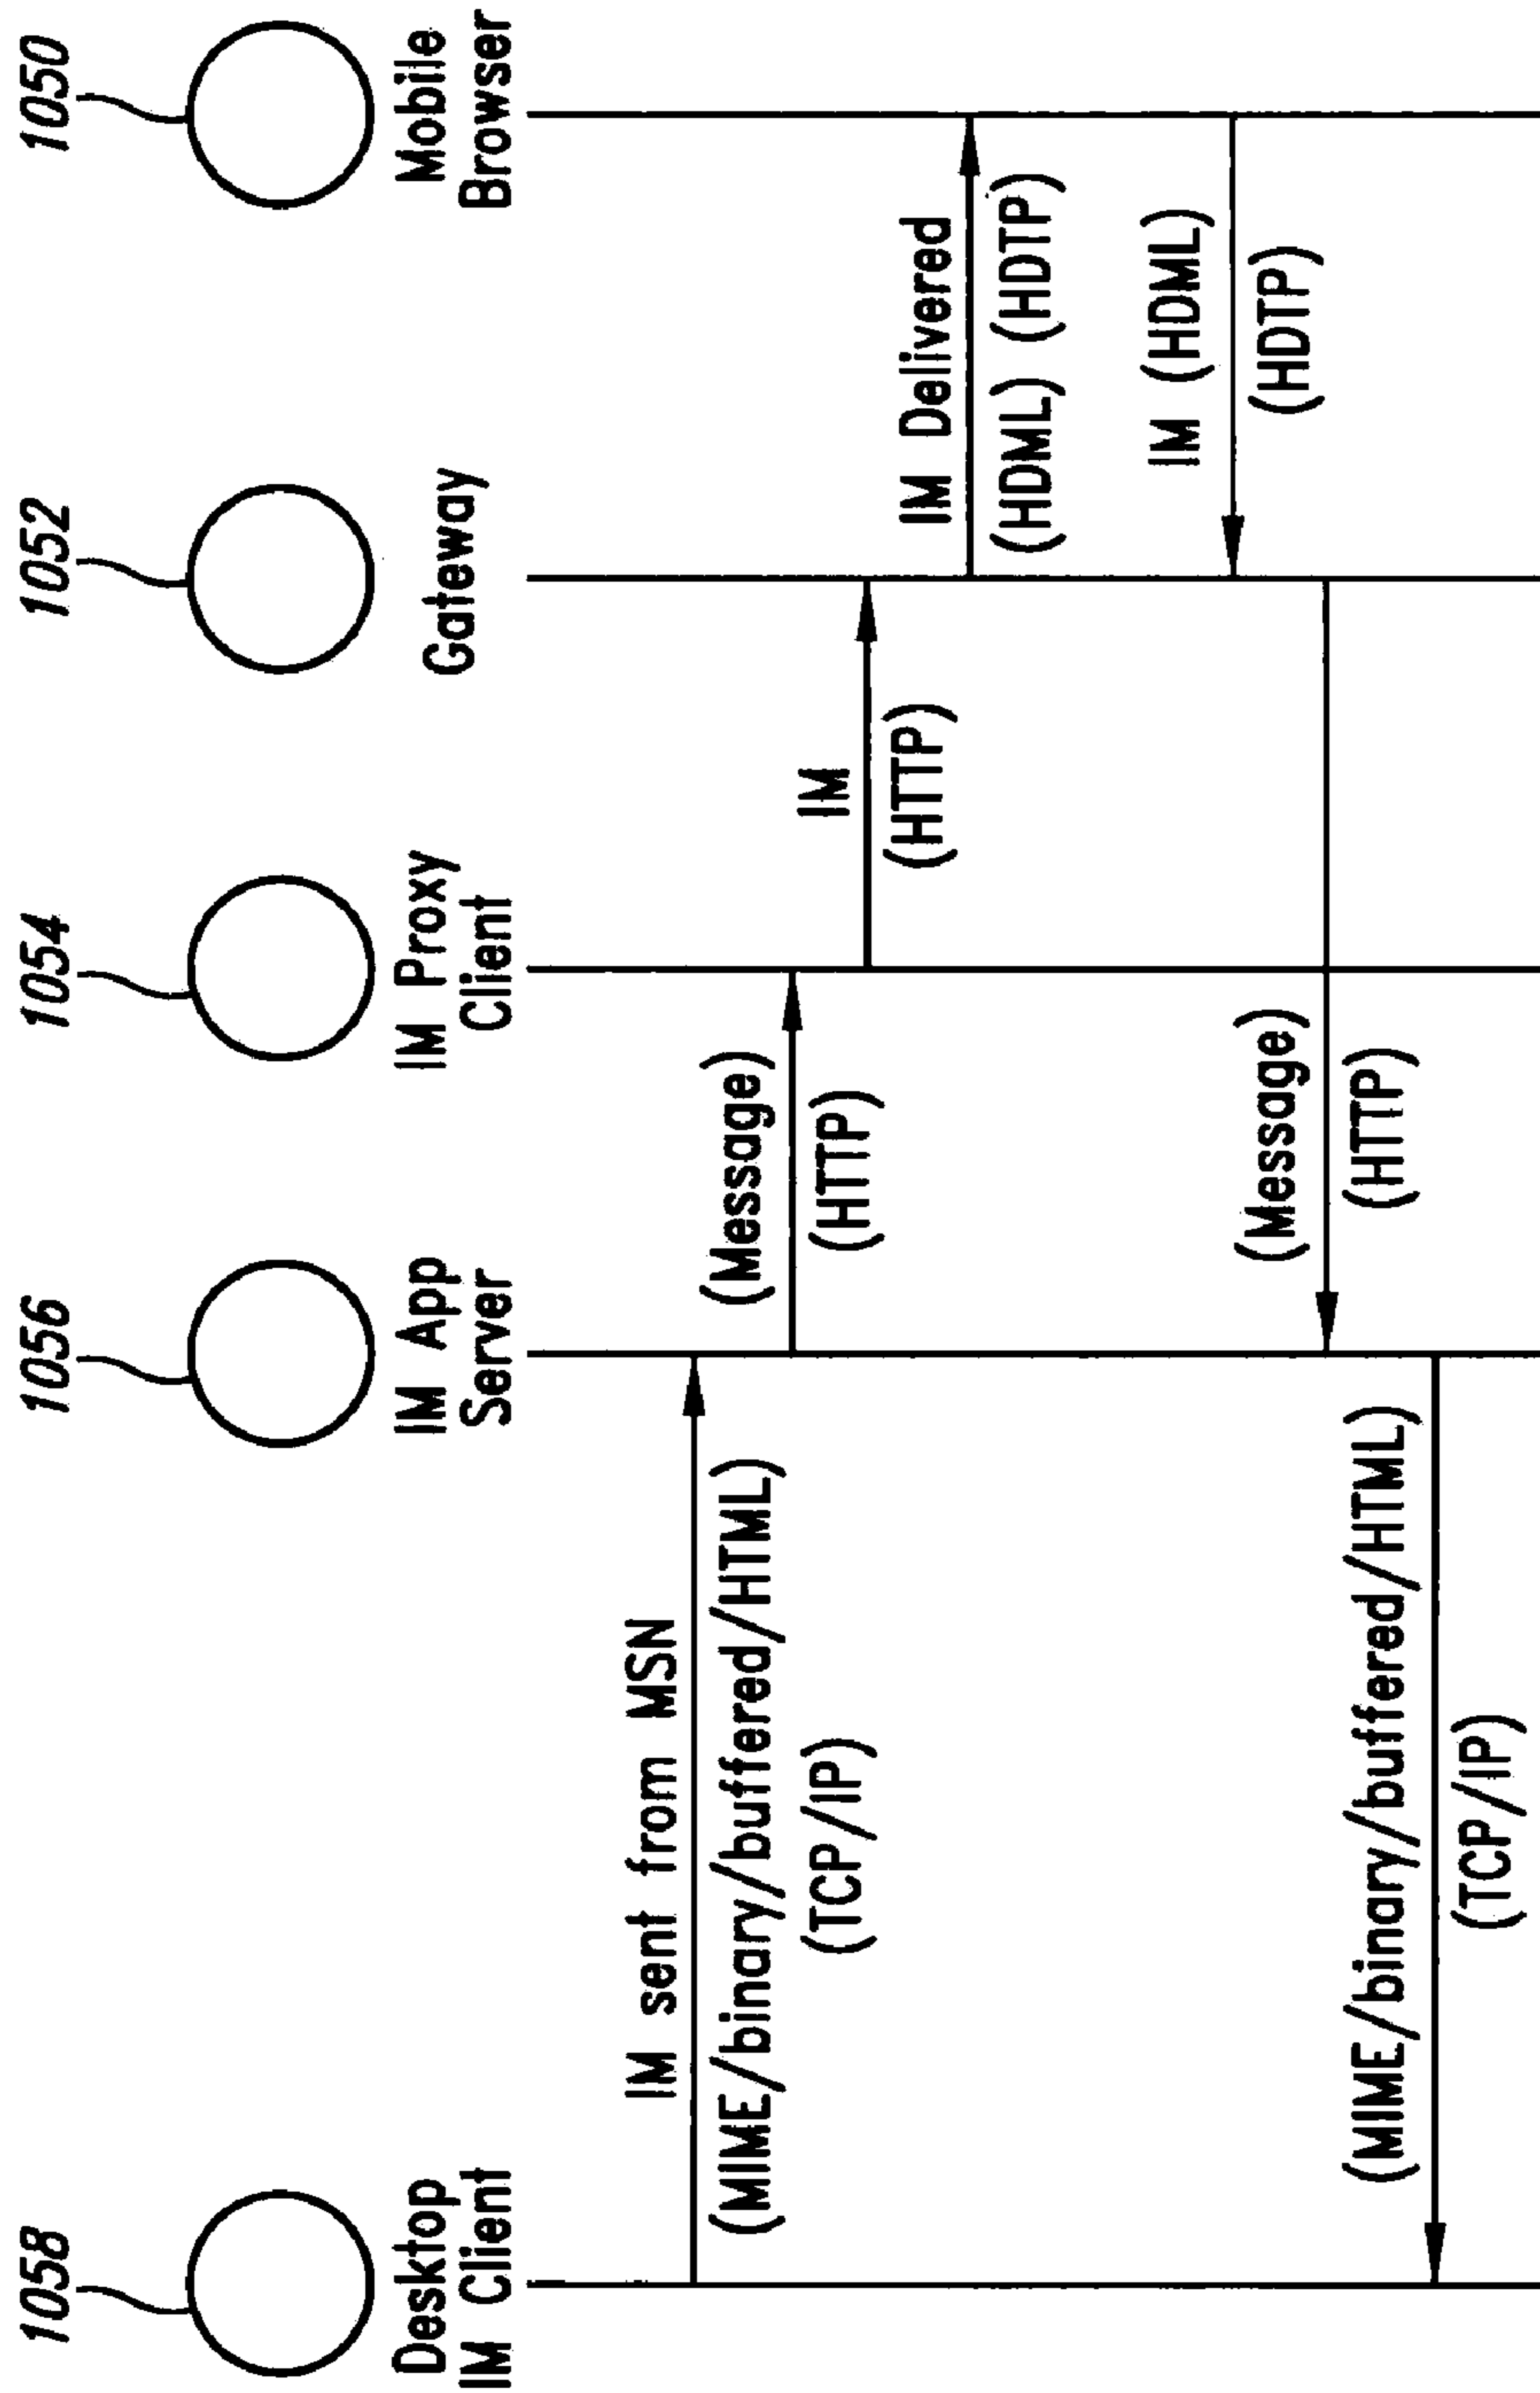 1058
1056
1054
1052
1050
Desktop
IM Client
IM App
Server
IM Proxy
Client
Gateway
Mobile
Browser
IM sent from MSN
(MIME/binary/buffered/HTML)
(TCP/IP)
(Message)
(HTTP)
IM
(HTTP)
IM Delivered
(HDML) (HDTP)
IM (HDML)
(HDTP)
(Message)
(HTTP)
(MIME/binary/buffered/HTML)
(TCP/IP)